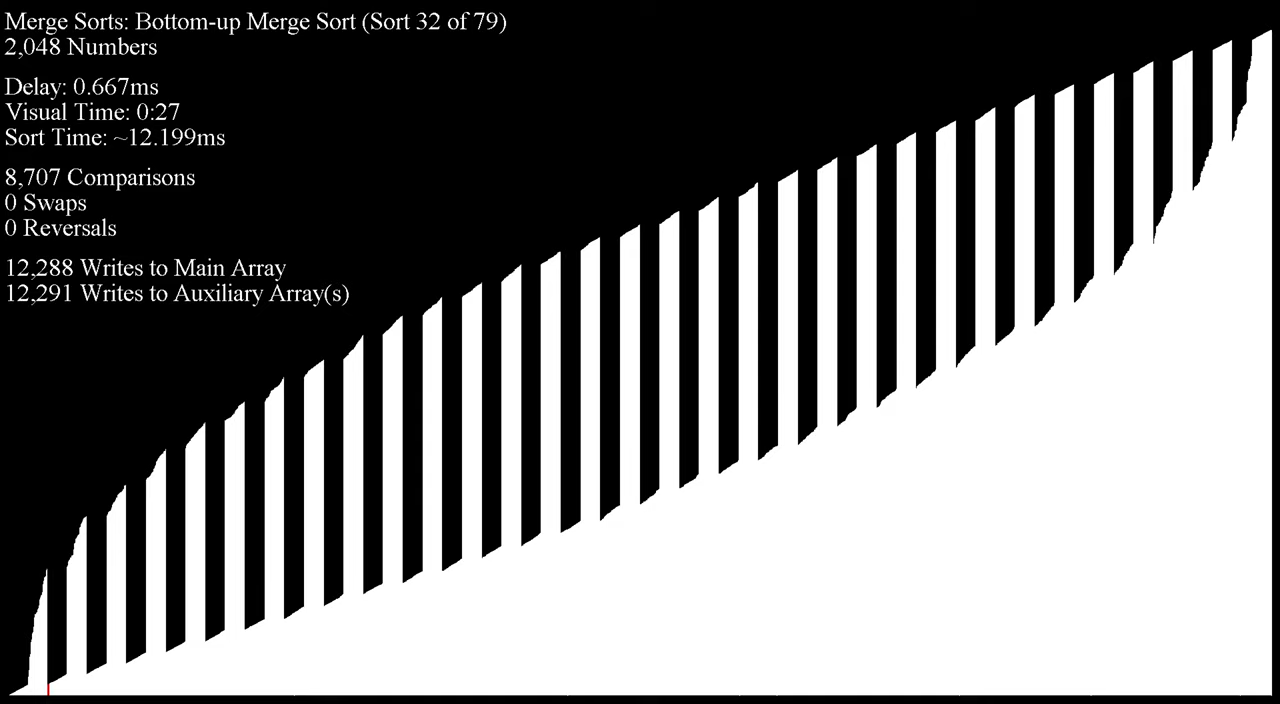 Merge Sorts: Bottom-up Merge Sort (Sort 32 of 79)
2,048 Numbers
Delay: 0.667ms
Visual Time: 0:27
Sort Time: ~12.199ms
8,707 Comparisons
0 Swaps
0 Reversals
12,288 Writes to Main Array
12,291 Writes to Auxiliary Array(s)